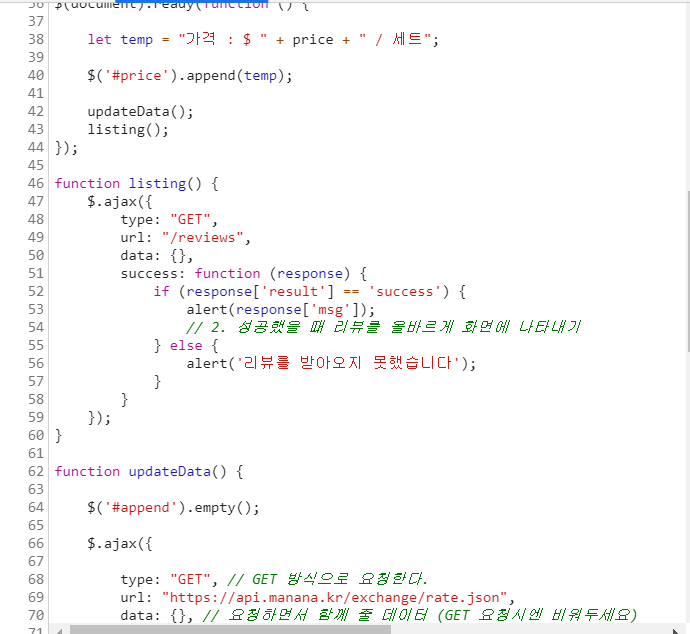 36 $(document).ready(function () {
37
38 let temp = "가격 : $ " + price + " / 세트";
39
40 $('#price').append(temp);
41
42 updateData();
43 listing();
44 });
45
46 function listing() {
47 $.ajax({
48 type: "GET",
49 url: "/reviews",
50 data: {},
51 success: function (response) {
52 if (response['result'] == 'success') {
53 alert(response['msg']);
54 // 2. 성공했을 때 리뷰를 올바르게 화면에 나타내기
55 } else {
56 alert('리뷰를 받아오지 못했습니다');
57 }
58 }
59 });
60 }
61
62 function updateData() {
63
64 $('#append').empty();
65
66 $.ajax({
67
68 type: "GET", // GET 방식으로 요청한다.
69 url: "https://api.manana.kr/exchange/rate.json",
70 data: {}, // 요청하면서 함께 줄 데이터 (GET 요청시엔 비워두세요)
71